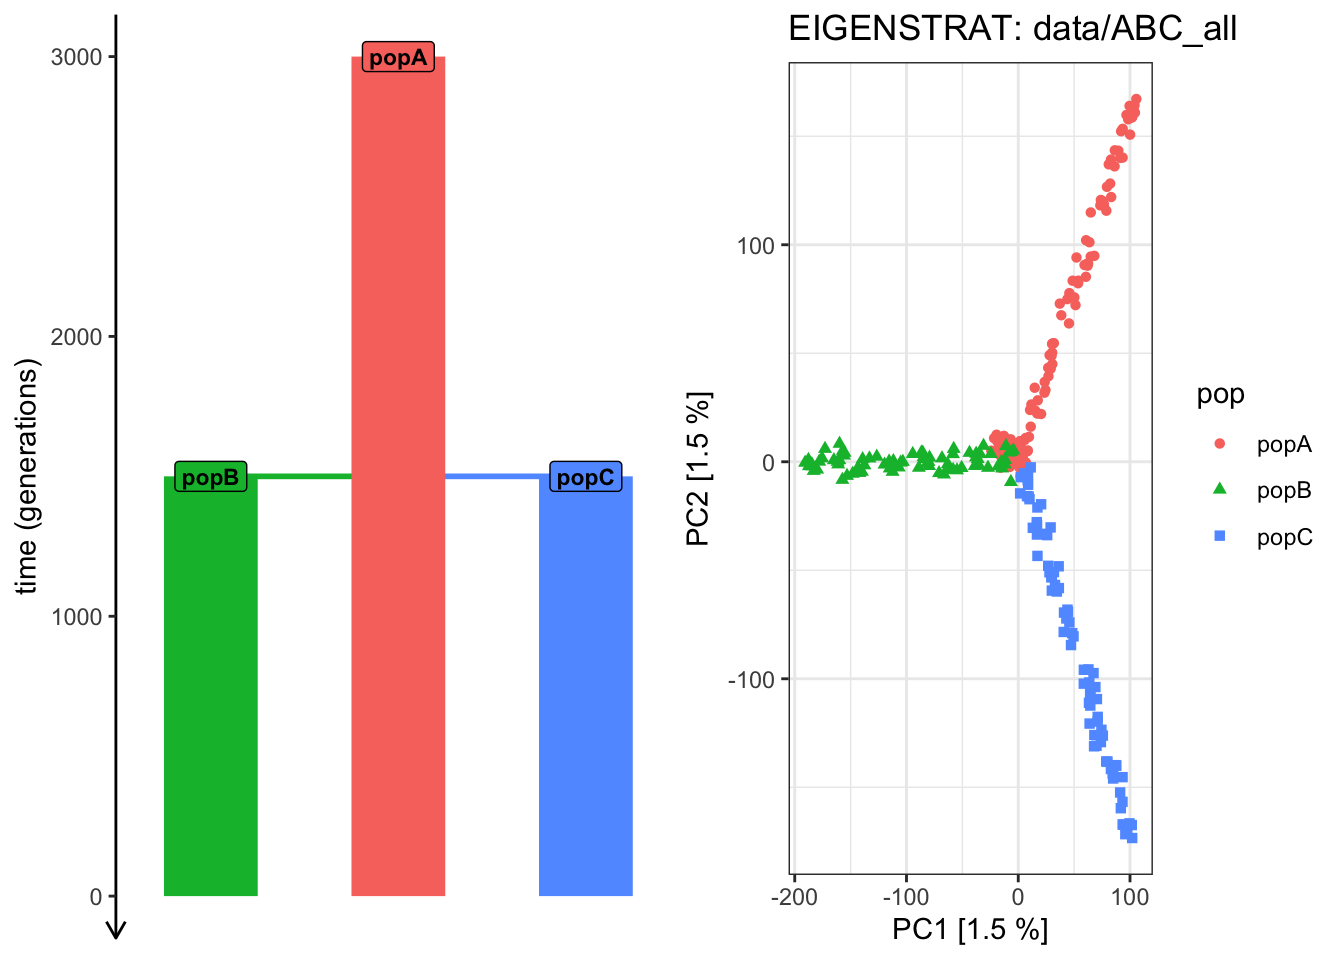 time (generations)
3000
2000
1000
0
popA
popB
popC
EIGENSTRAT: data/ABC_all
PC2 [1.5 %]
100
0
-100
-200
-100
0
100
PC1 [1.5 %]
pop
popA
popB
popC